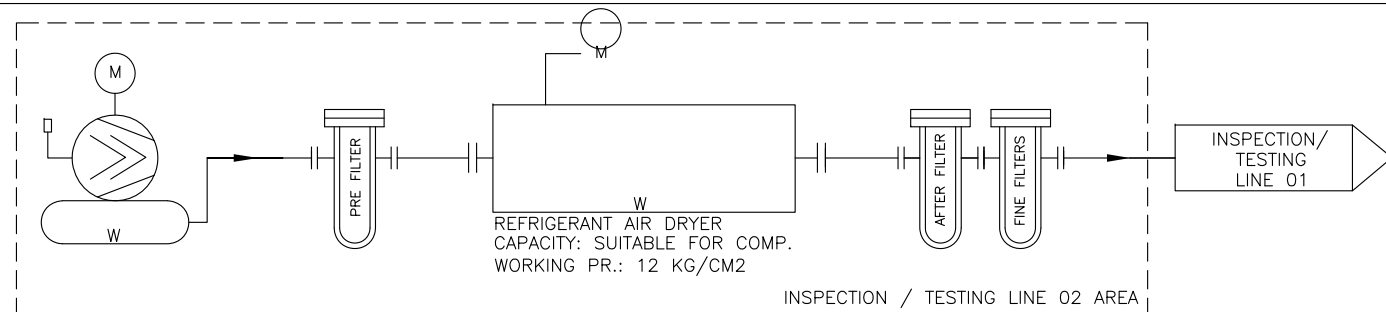 M
M
W
PRE FILTER
W
REFRIGERANT AIR DRYER
CAPACITY: SUITABLE FOR COMP.
WORKING PR.: 12 KG/CM2
AFTER FILTER
FINE FILTERS
INSPECTION/
TESTING
LINE 01
INSPECTION / TESTING LINE 02 AREA